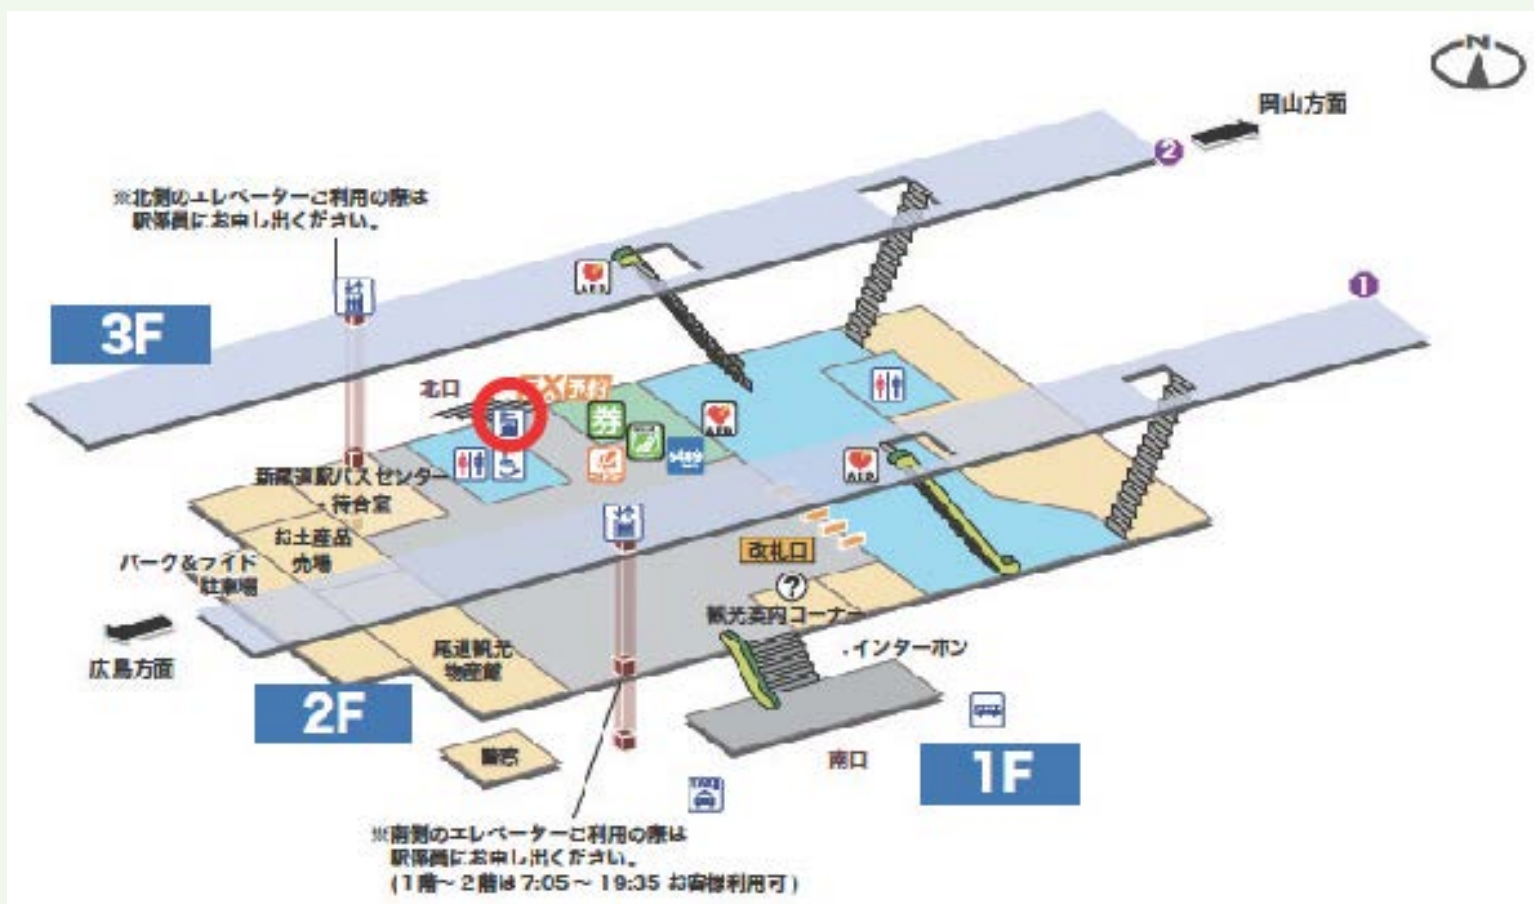 N
岡山方面
2
※北側のエレベーターご利用の際は
駅係員にお申し出ください。
1
AED
3F
北口
予約
券
AED
5489
AED
新尾道駅バスセンター
・待合室
お土産品
売場
改札口
パーク&ライド
駐車場
?
観光案内コーナー
広島方面
尾道観光
物産館
・インターホン
2F
南口
1F
TAXI
※南側のエレベーターご利用の際は
駅係員にお申し出ください。
(1階～2階は7:05～19:35 お客様利用可)